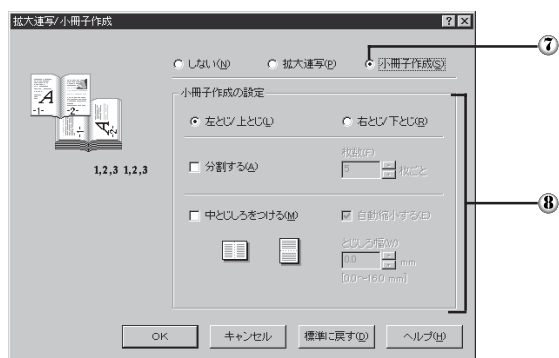 拡大連写/小冊子作成
? ×
⑦
しない(N) 拡大連写(P) 小冊子作成(S)
小冊子作成の設定
左とじ/上とじ(L) 右とじ/下とじ(R)
分割する(A)
枚数(F)
5 枚ごと
⑧
中とじしろをつける(M) 自動縮小する(E)
とじしろ幅(W)
0.0 mm
[0.0～16.0 mm]
A
-1- -2-
A
-1- -2-
1,2,3 1,2,3
OK キャンセル 標準に戻す(D) ヘルプ(H)